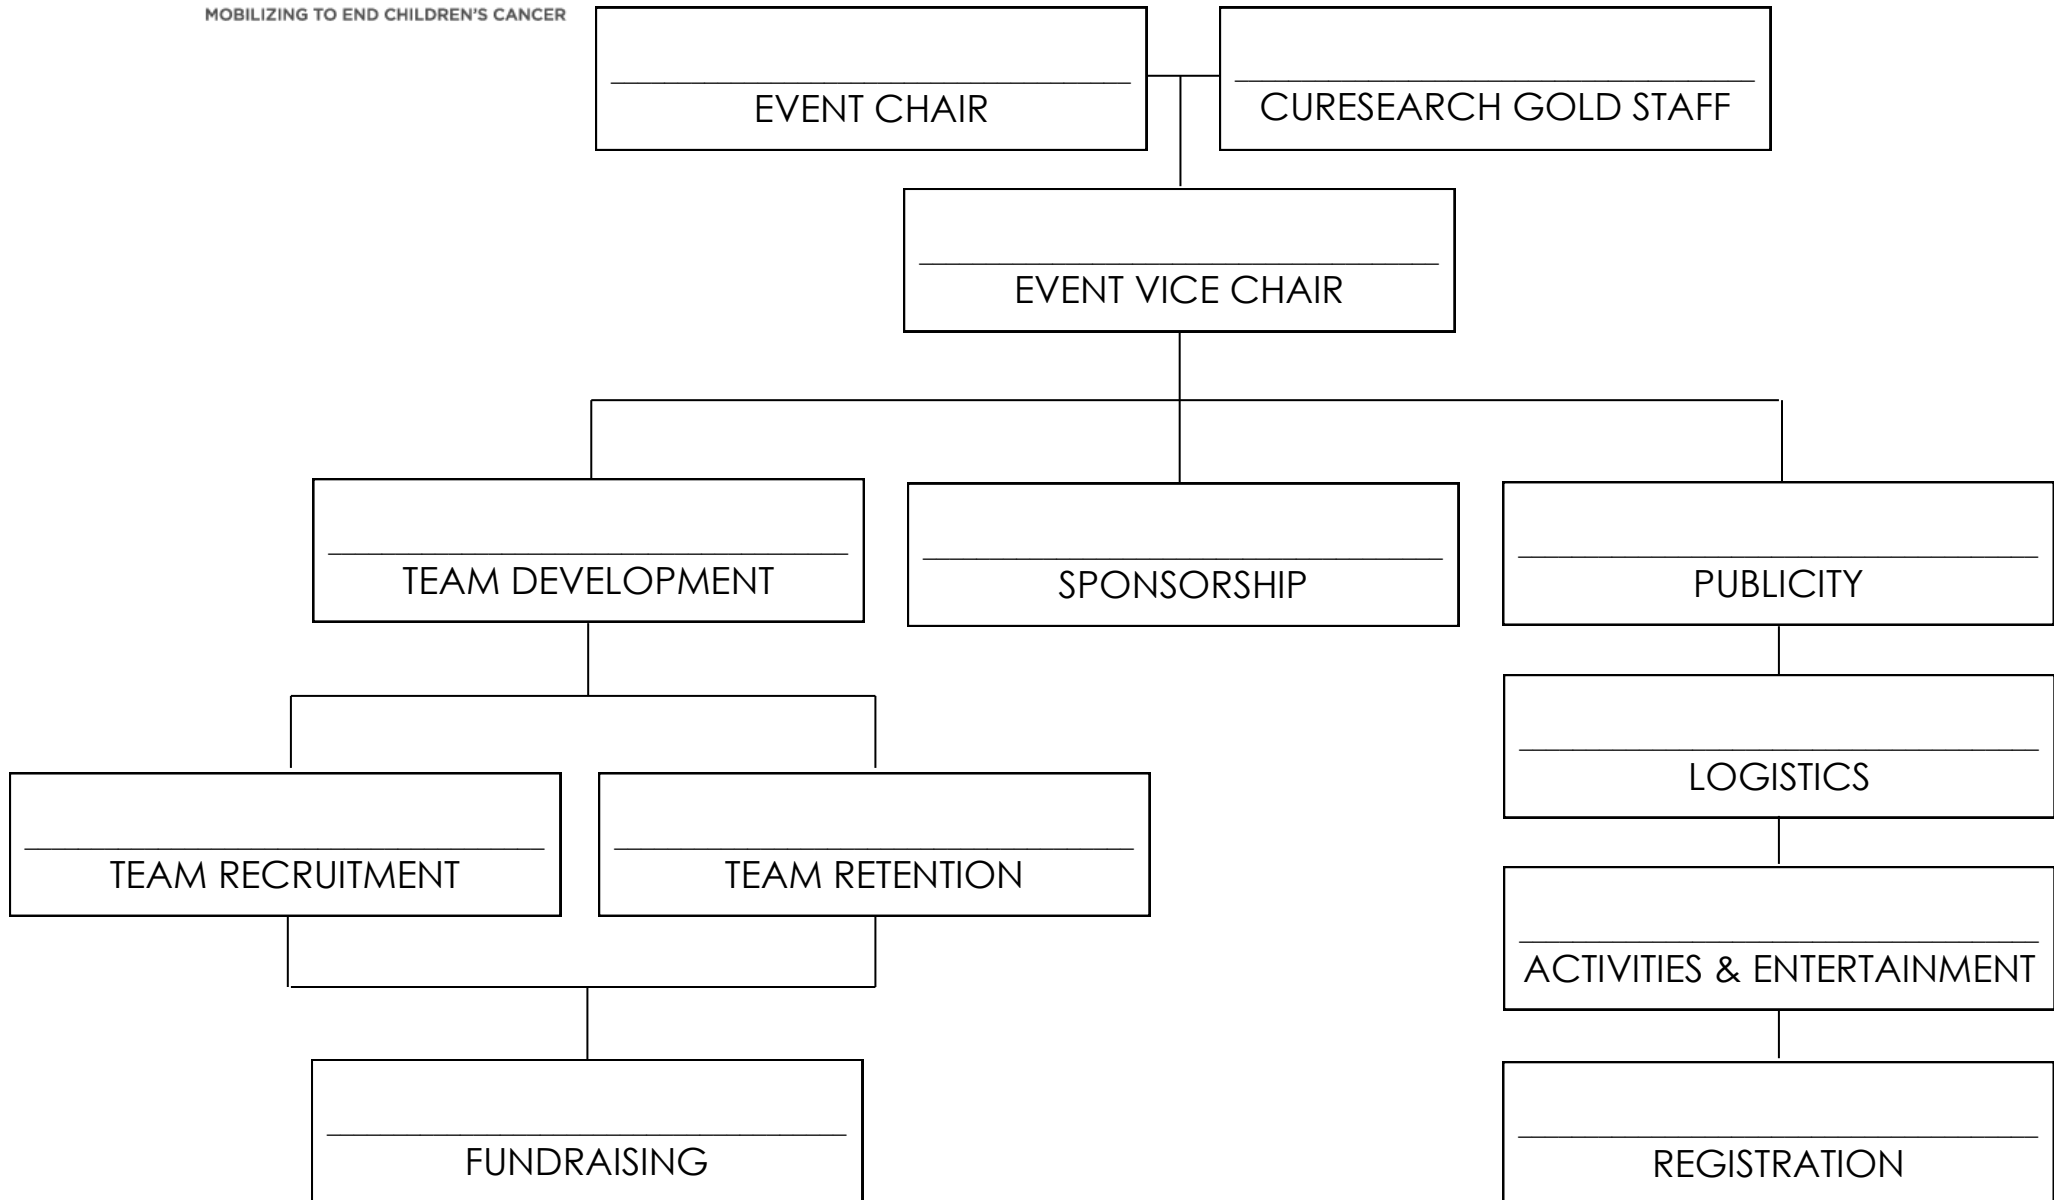 MOBILIZING TO END CHILDREN'S CANCER
EVENT CHAIR
CURESEARCH GOLD STAFF
EVENT VICE CHAIR
TEAM DEVELOPMENT
SPONSORSHIP
PUBLICITY
LOGISTICS
TEAM RECRUITMENT
TEAM RETENTION
ACTIVITIES & ENTERTAINMENT
FUNDRAISING
REGISTRATION